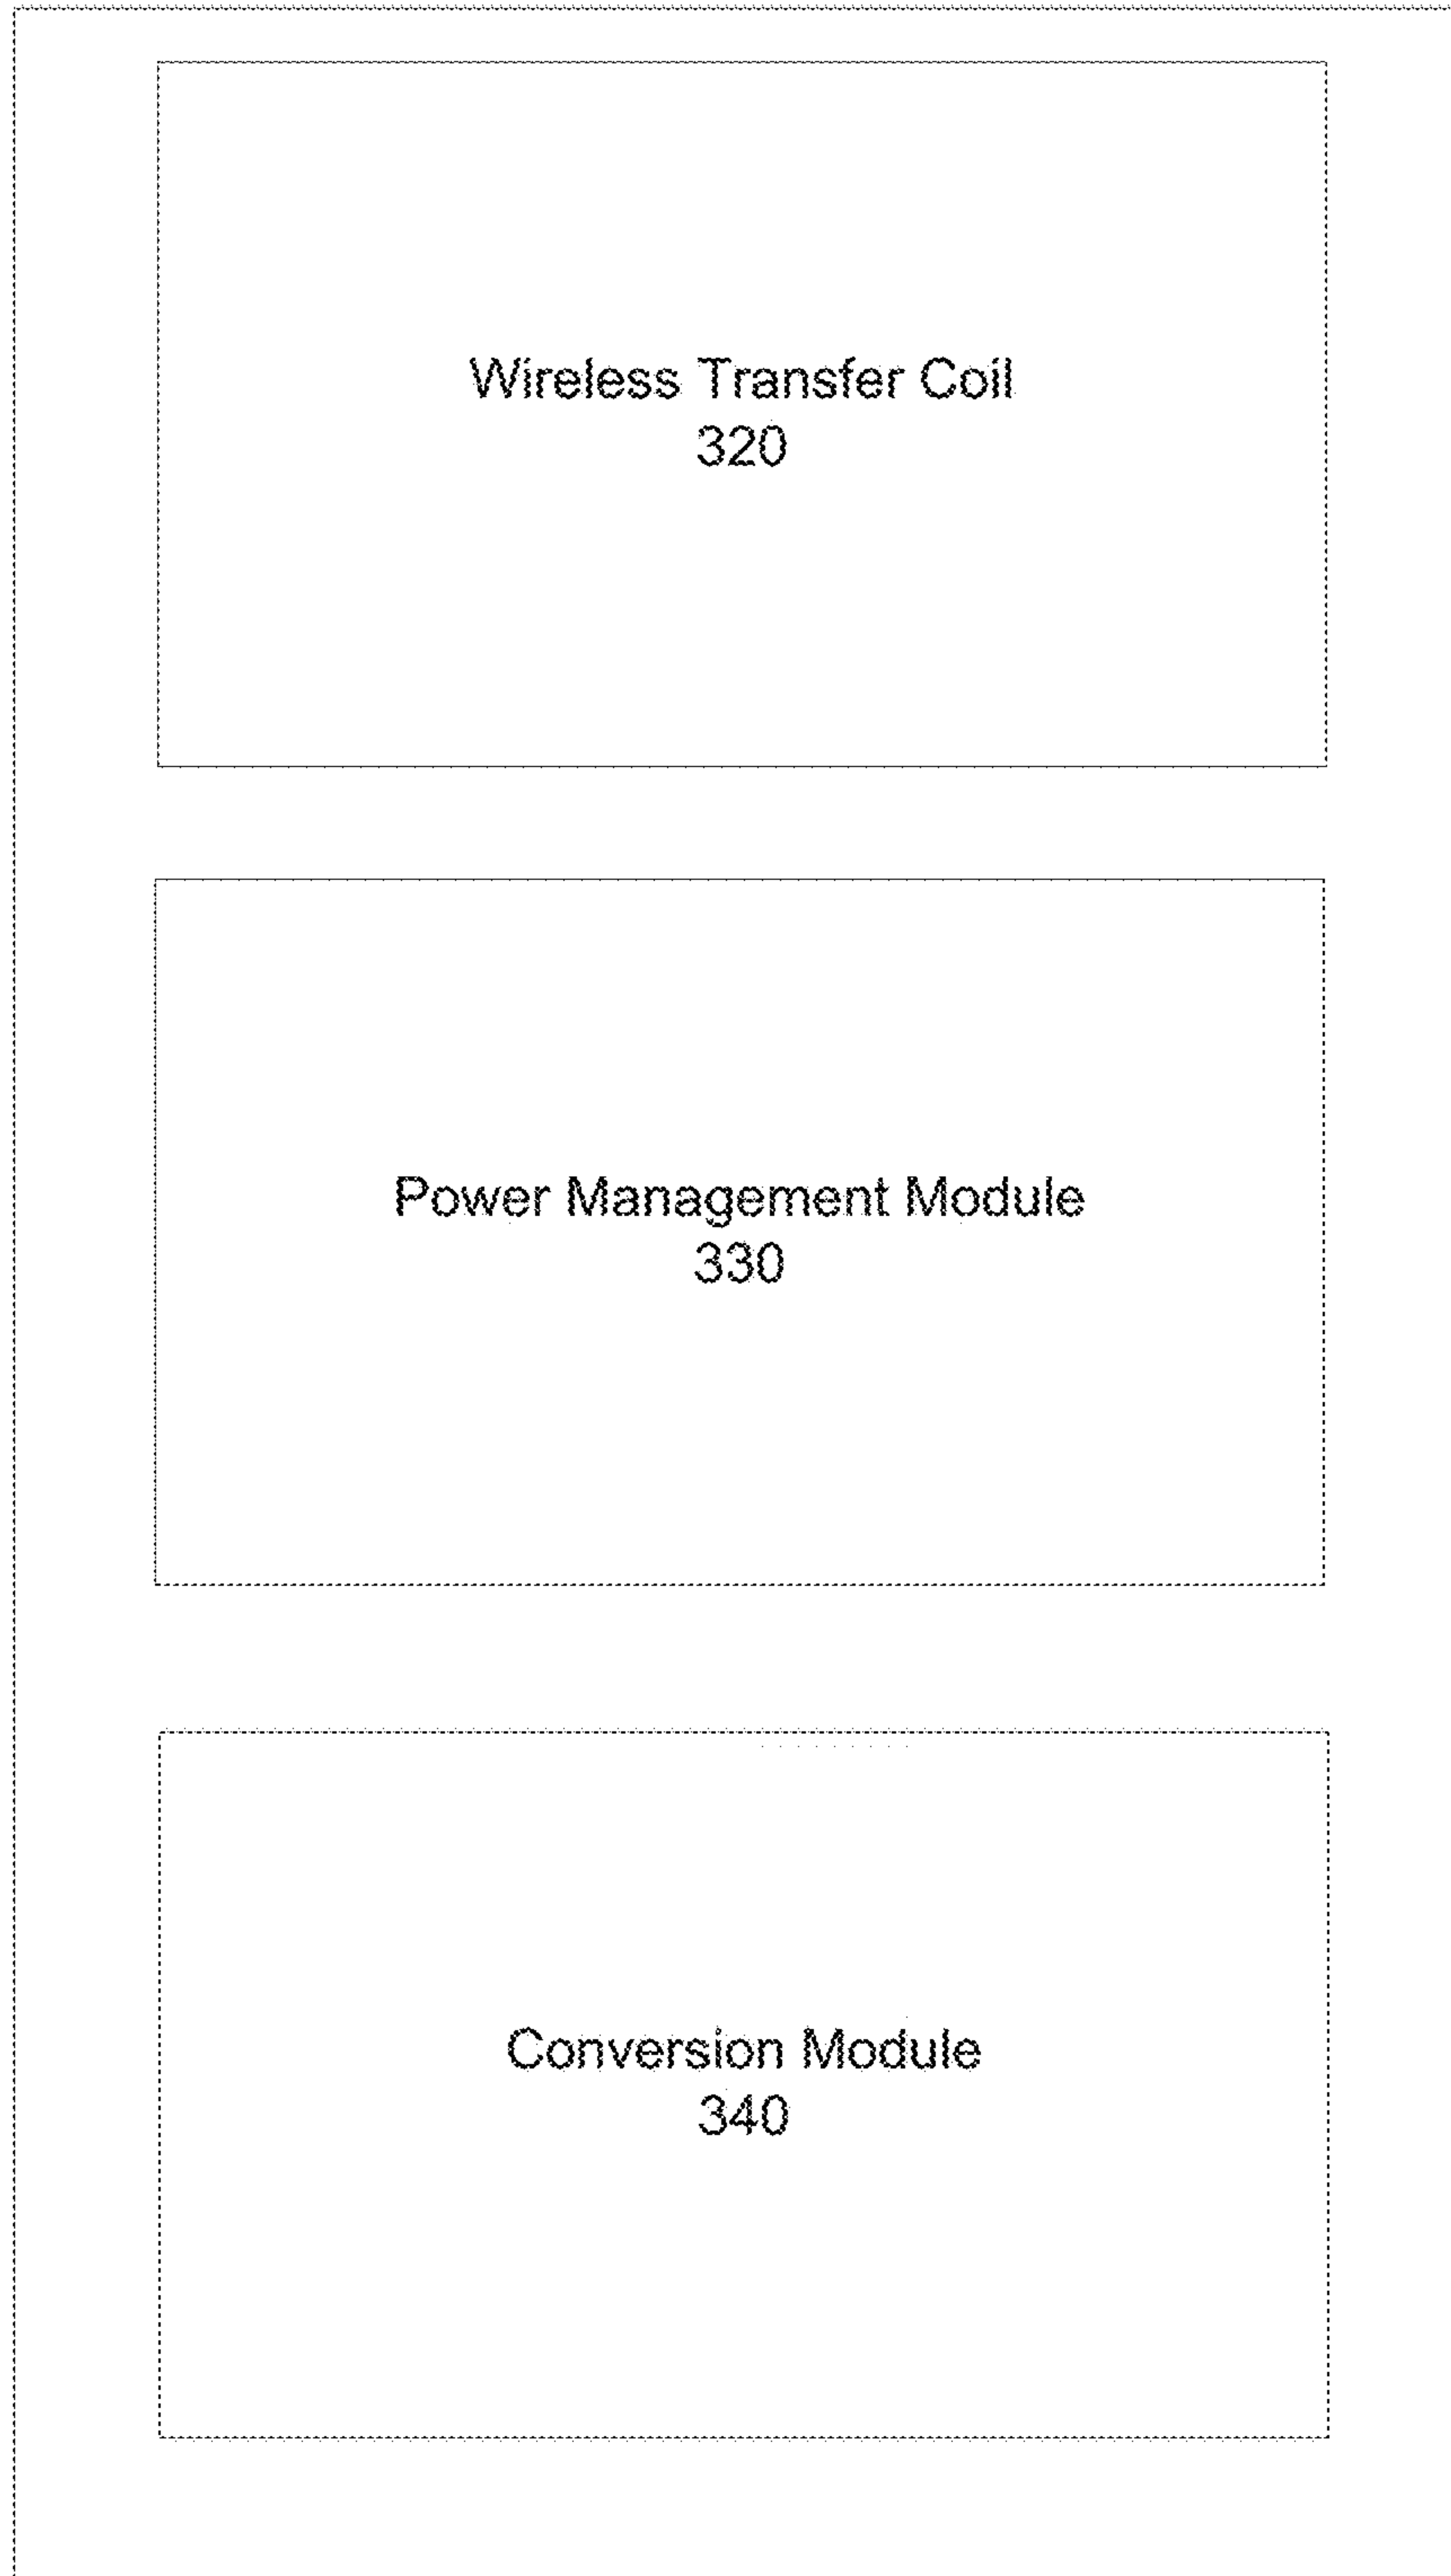 Wireless Transfer Coil
320
Power Management Module
330
Conversion Module
340